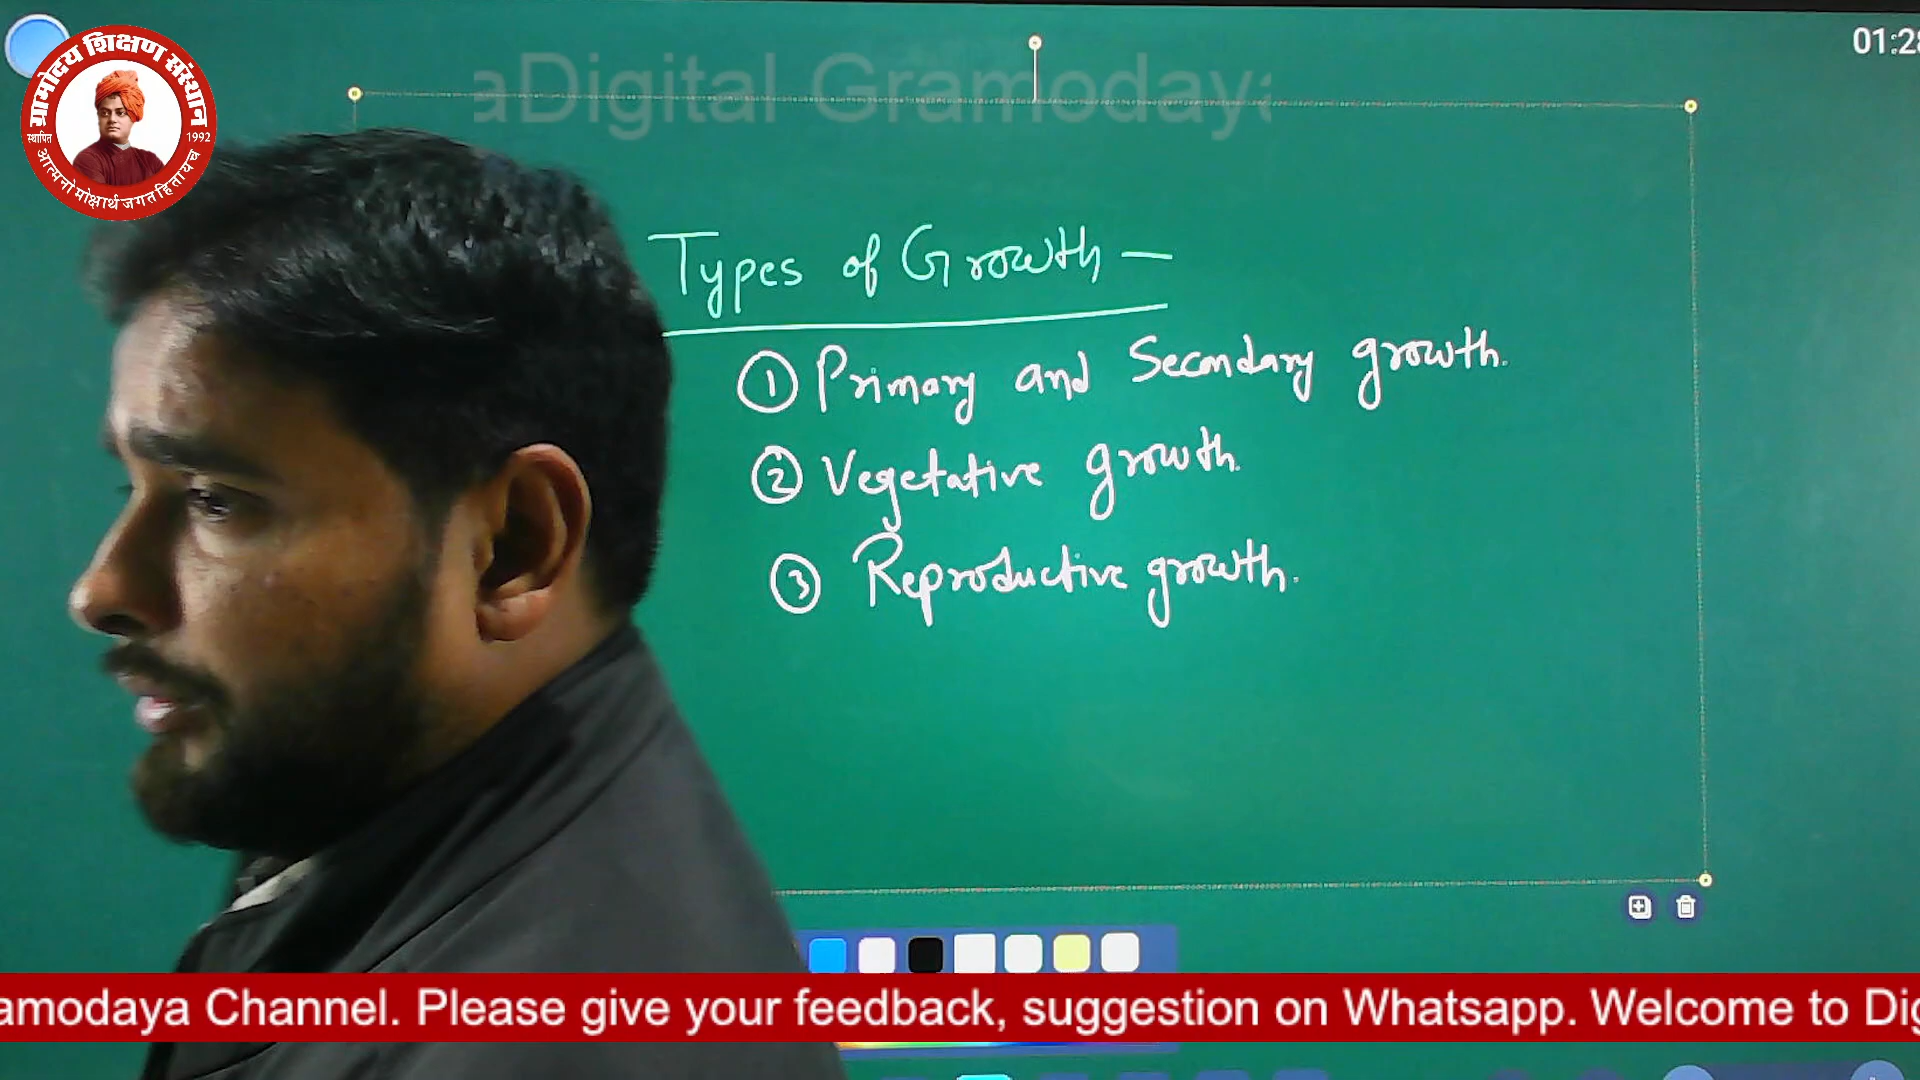 ग्रामोदय शिक्षण संस्थान
स्थापित 1992
आत्मनो मोक्षार्थ जगत हिताय च
aDigital Gramodaya
01:28
Types of Growth —
① Primary and Secondary growth.
② Vegetative growth.
③ Reproductive growth.
amodaya Channel. Please give your feedback, suggestion on Whatsapp. Welcome to Dig